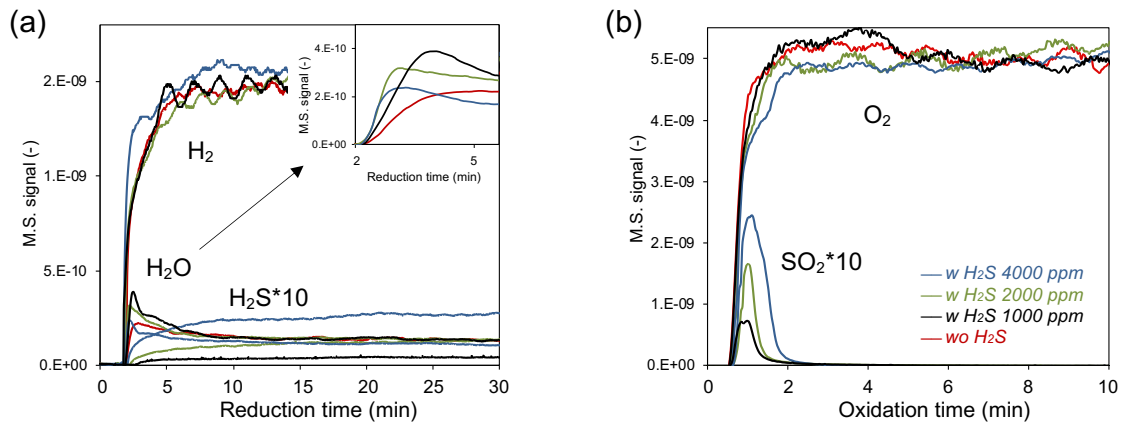 (a)
M.S. signal (-)
2.E-09
1.E-09
5.E-10
0.E+00
0
5
10
15
20
25
30
Reduction time (min)
H₂
H₂O
H₂S*10
M.S. signal (-)
4.E-10
2.E-10
0.E+00
2
5
Reduction time (min)
(b)
M.S. signal (-)
5.E-09
4.E-09
3.E-09
2.E-09
1.E-09
0.E+00
0
2
4
6
8
10
Oxidation time (min)
O₂
SO₂*10
w H₂S 4000 ppm
w H₂S 2000 ppm
w H₂S 1000 ppm
wo H₂S